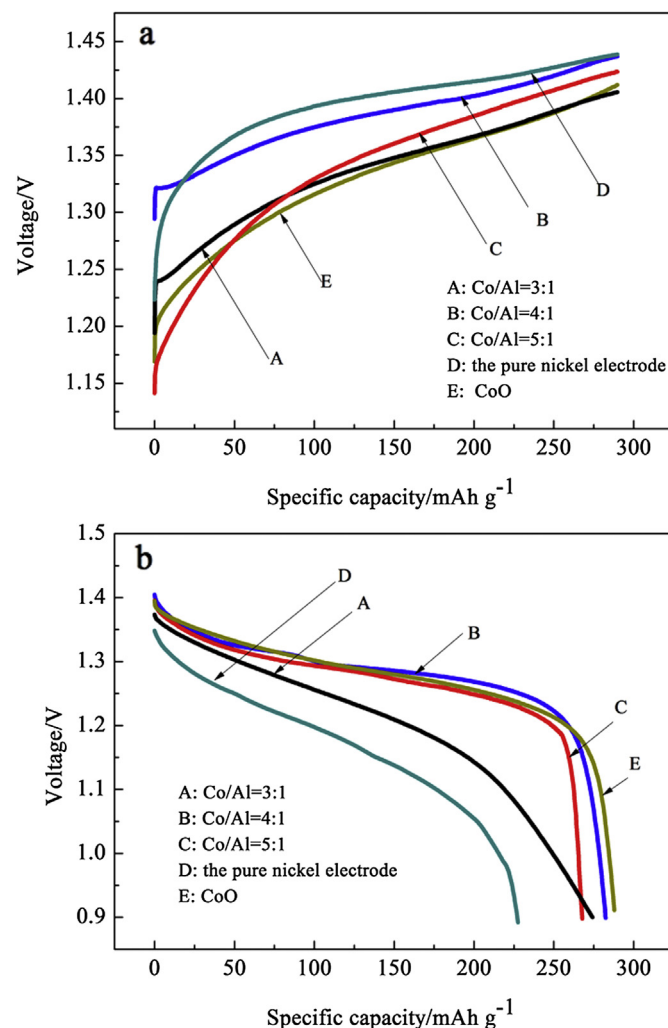 a
1.45
1.40
1.35
1.30
1.25
1.20
1.15
Voltage/V
D
B
C
E
A
A: Co/Al=3:1
B: Co/Al=4:1
C: Co/Al=5:1
D: the pure nickel electrode
E: CoO
0 50 100 150 200 250 300
Specific capacity/mAh g-1
b
1.5
1.4
1.3
1.2
1.1
1.0
0.9
Voltage/V
D
A
B
C
E
A: Co/Al=3:1
B: Co/Al=4:1
C: Co/Al=5:1
D: the pure nickel electrode
E: CoO
0 50 100 150 200 250 300
Specific capacity/mAh g-1